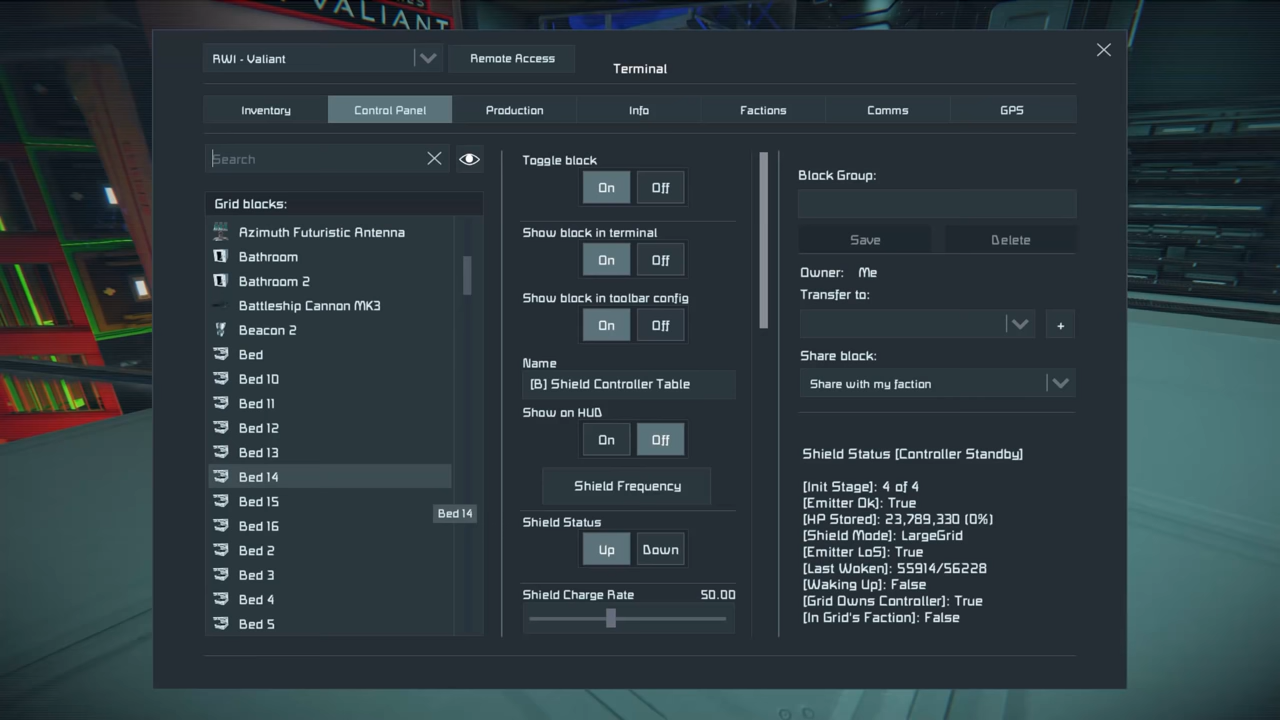 VALIANT
RWI - Valiant
Remote Access
Terminal
Inventory
Control Panel
Production
Info
Factions
Comms
GPS
Search
Grid blocks:
Azimuth Futuristic Antenna
Bathroom
Bathroom 2
Battleship Cannon MK3
Beacon 2
Bed
Bed 10
Bed 11
Bed 12
Bed 13
Bed 14
Bed 15
Bed 14
Bed 16
Bed 2
Bed 3
Bed 4
Bed 5
Toggle block
On Off
Show block in terminal
On Off
Show block in toolbar config
On Off
Name
[B] Shield Controller Table
Show on HUD
On Off
Shield Frequency
Shield Status
Up Down
Shield Charge Rate 50.00
Block Group:
Save Delete
Owner: Me
Transfer to:
+
Share block:
Share with my faction
Shield Status [Controller Standby]
[Init Stage]: 4 of 4
[Emitter Ok]: True
[HP Stored]: 23,789,330 (0%)
[Shield Mode]: LargeGrid
[Emitter LoS]: True
[Last Woken]: 55914/56228
[Waking Up]: False
[Grid Owns Controller]: True
[In Grid's Faction]: False